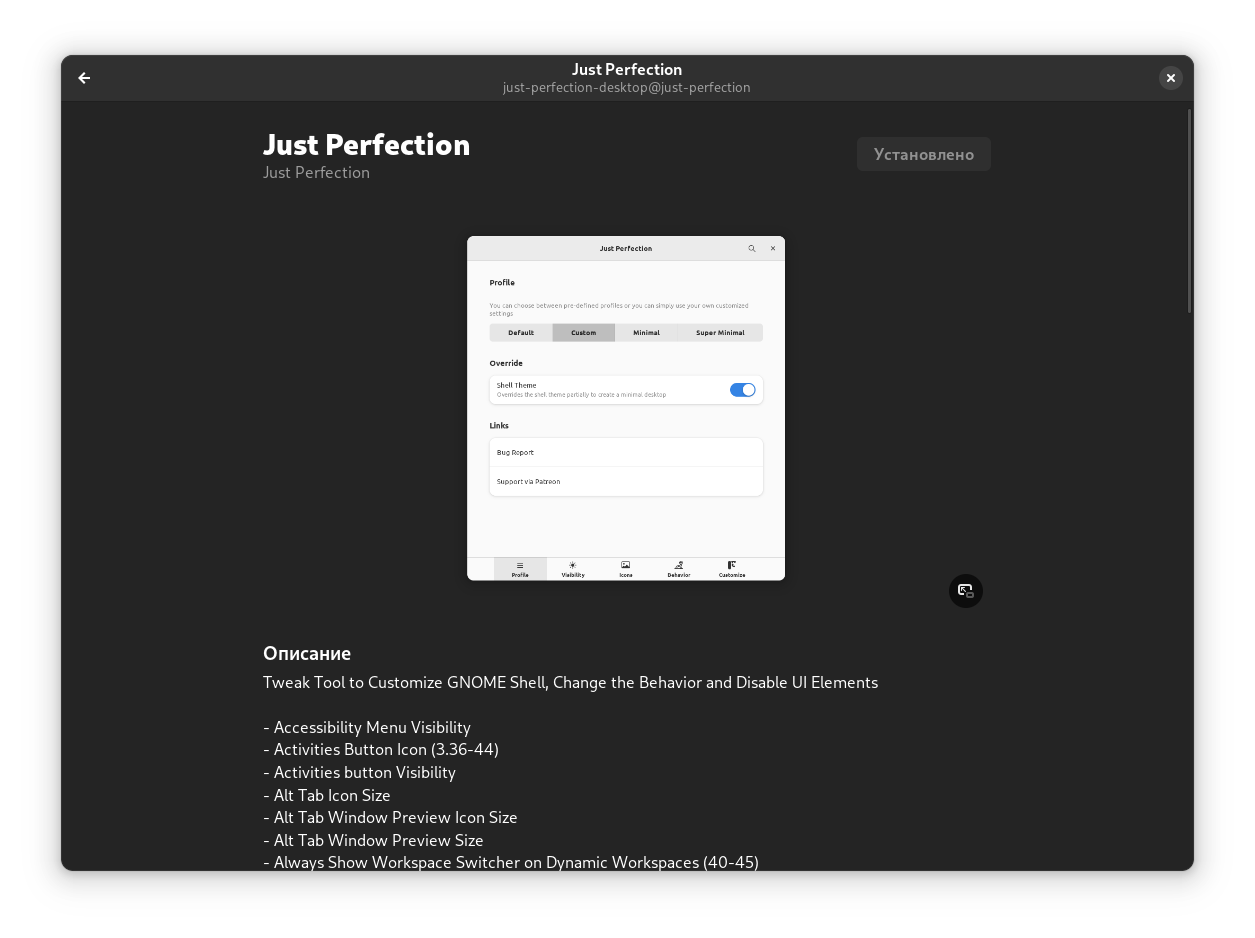 Just Perfection
just-perfection-desktop@just-perfection
Just Perfection
Just Perfection
Установлено
Just Perfection
Profile
You can choose between pre-defined profiles or you can simply use your own customized
settings
Default
Custom
Minimal
Super Minimal
Override
Shell Theme
Overrides the shell theme partially to create a minimal desktop
Links
Bug Report
Support via Patreon
Profile
Visibility
Icons
Behavior
Customize
Описание
Tweak Tool to Customize GNOME Shell, Change the Behavior and Disable UI Elements
- Accessibility Menu Visibility
- Activities Button Icon (3.36-44)
- Activities button Visibility
- Alt Tab Icon Size
- Alt Tab Window Preview Icon Size
- Alt Tab Window Preview Size
- Always Show Workspace Switcher on Dynamic Workspaces (40-45)